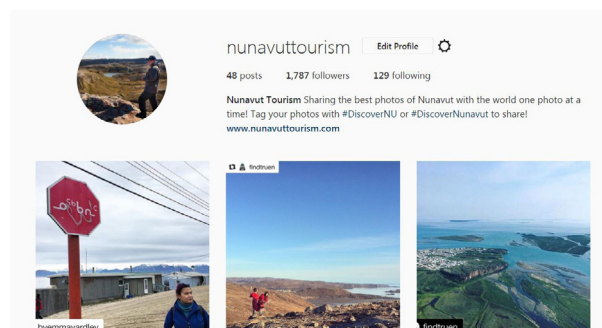 nunavuttourism Edit Profile
48 posts 1,787 followers 129 following
Nunavut Tourism Sharing the best photos of Nunavut with the world one photo at a
time! Tag your photos with #DiscoverNU or #DiscoverNunavut to share!
www.nunavuttourism.com
findtruen
byemmayardley
findtruen